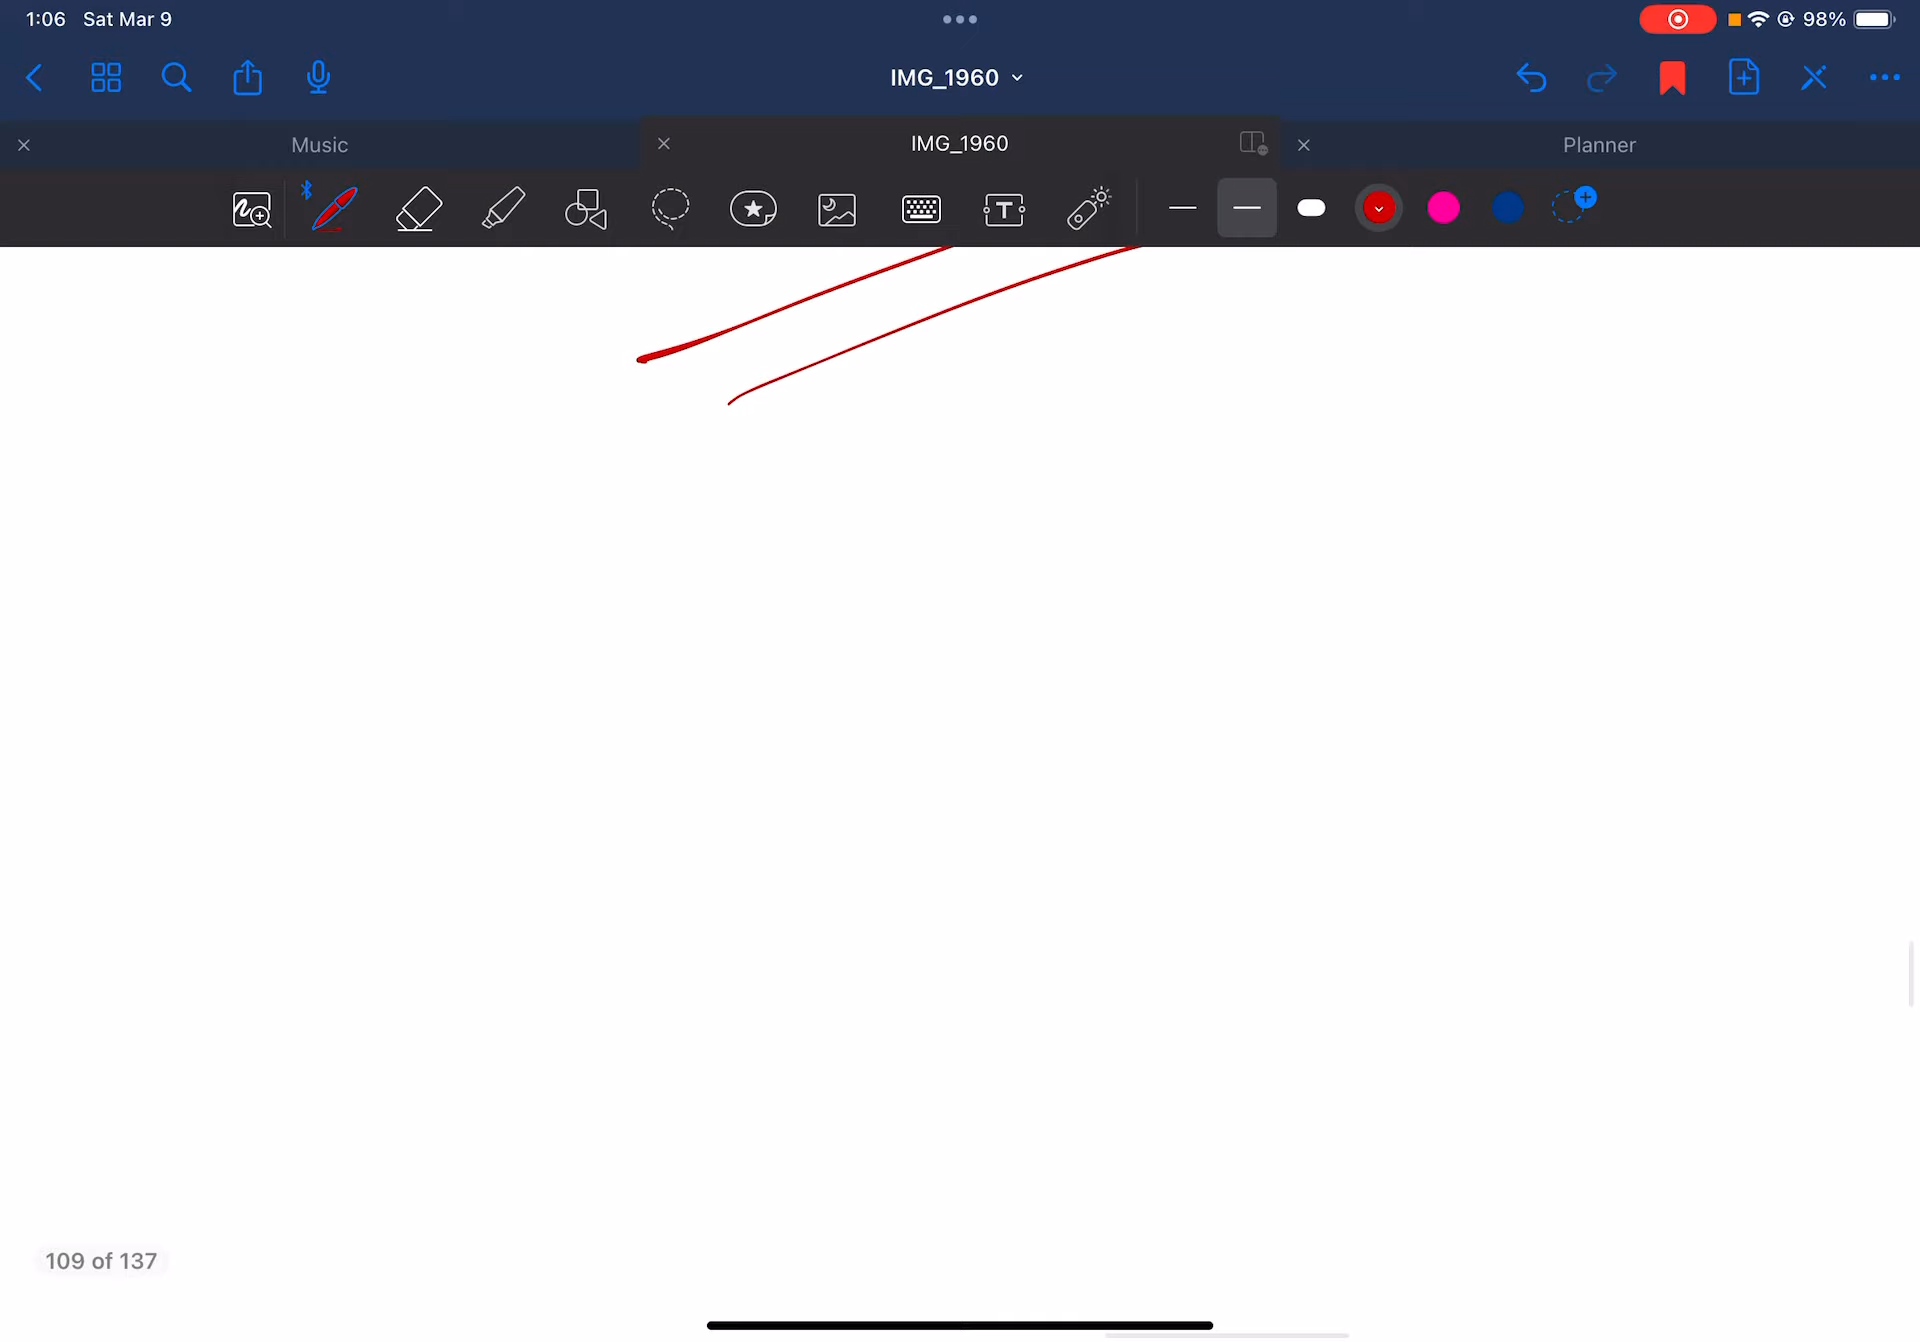 1:06 Sat Mar 9 98%
IMG_1960
Music IMG_1960 Planner
T
109 of 137